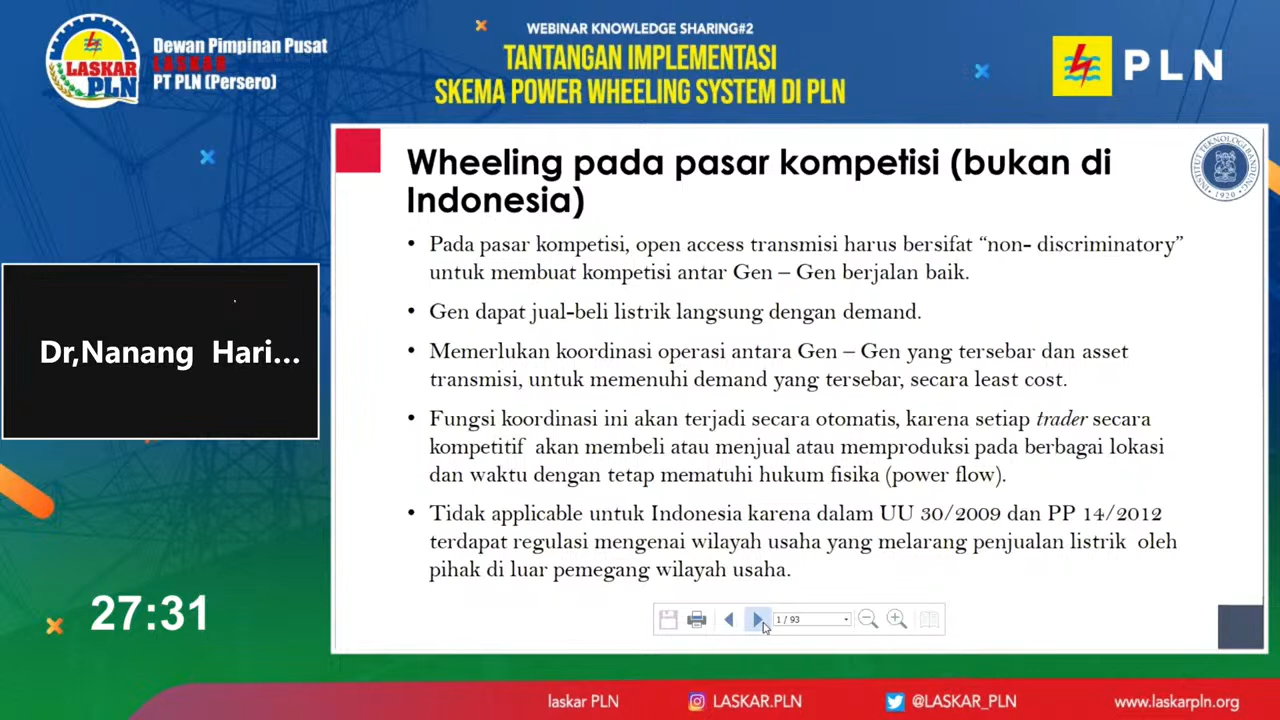 WEBINAR KNOWLEDGE SHARING#2
TANTANGAN IMPLEMENTASI
SKEMA POWER WHEELING SYSTEM DI PLN
LASKAR
PLN
Dewan Pimpinan Pusat
LASKAR
PT PLN (Persero)
PLN
Wheeling pada pasar kompetisi (bukan di
Indonesia)
INSTITUT TEKNOLOGI BANDUNG
1920
• Pada pasar kompetisi, open access transmisi harus bersifat “non- discriminatory”
untuk membuat kompetisi antar Gen – Gen berjalan baik.
• Gen dapat jual-beli listrik langsung dengan demand.
• Memerlukan koordinasi operasi antara Gen – Gen yang tersebar dan asset
transmisi, untuk memenuhi demand yang tersebar, secara least cost.
• Fungsi koordinasi ini akan terjadi secara otomatis, karena setiap trader secara
kompetitif akan membeli atau menjual atau memproduksi pada berbagai lokasi
dan waktu dengan tetap mematuhi hukum fisika (power flow).
• Tidak applicable untuk Indonesia karena dalam UU 30/2009 dan PP 14/2012
terdapat regulasi mengenai wilayah usaha yang melarang penjualan listrik oleh
pihak di luar pemegang wilayah usaha.
Dr,Nanang Hari...
27:31
1 / 93
laskar PLN
LASKAR.PLN
@LASKAR_PLN
www.laskarpln.org